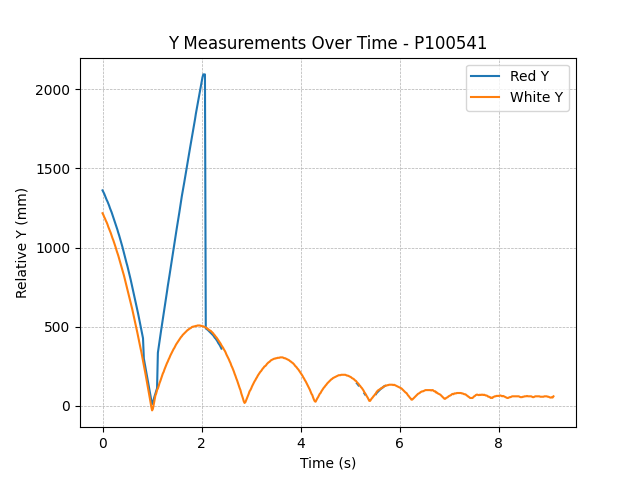 Y Measurements Over Time - P100541
Red Y
White Y
Relative Y (mm)
2000
1500
1000
500
0
0 2 4 6 8
Time (s)